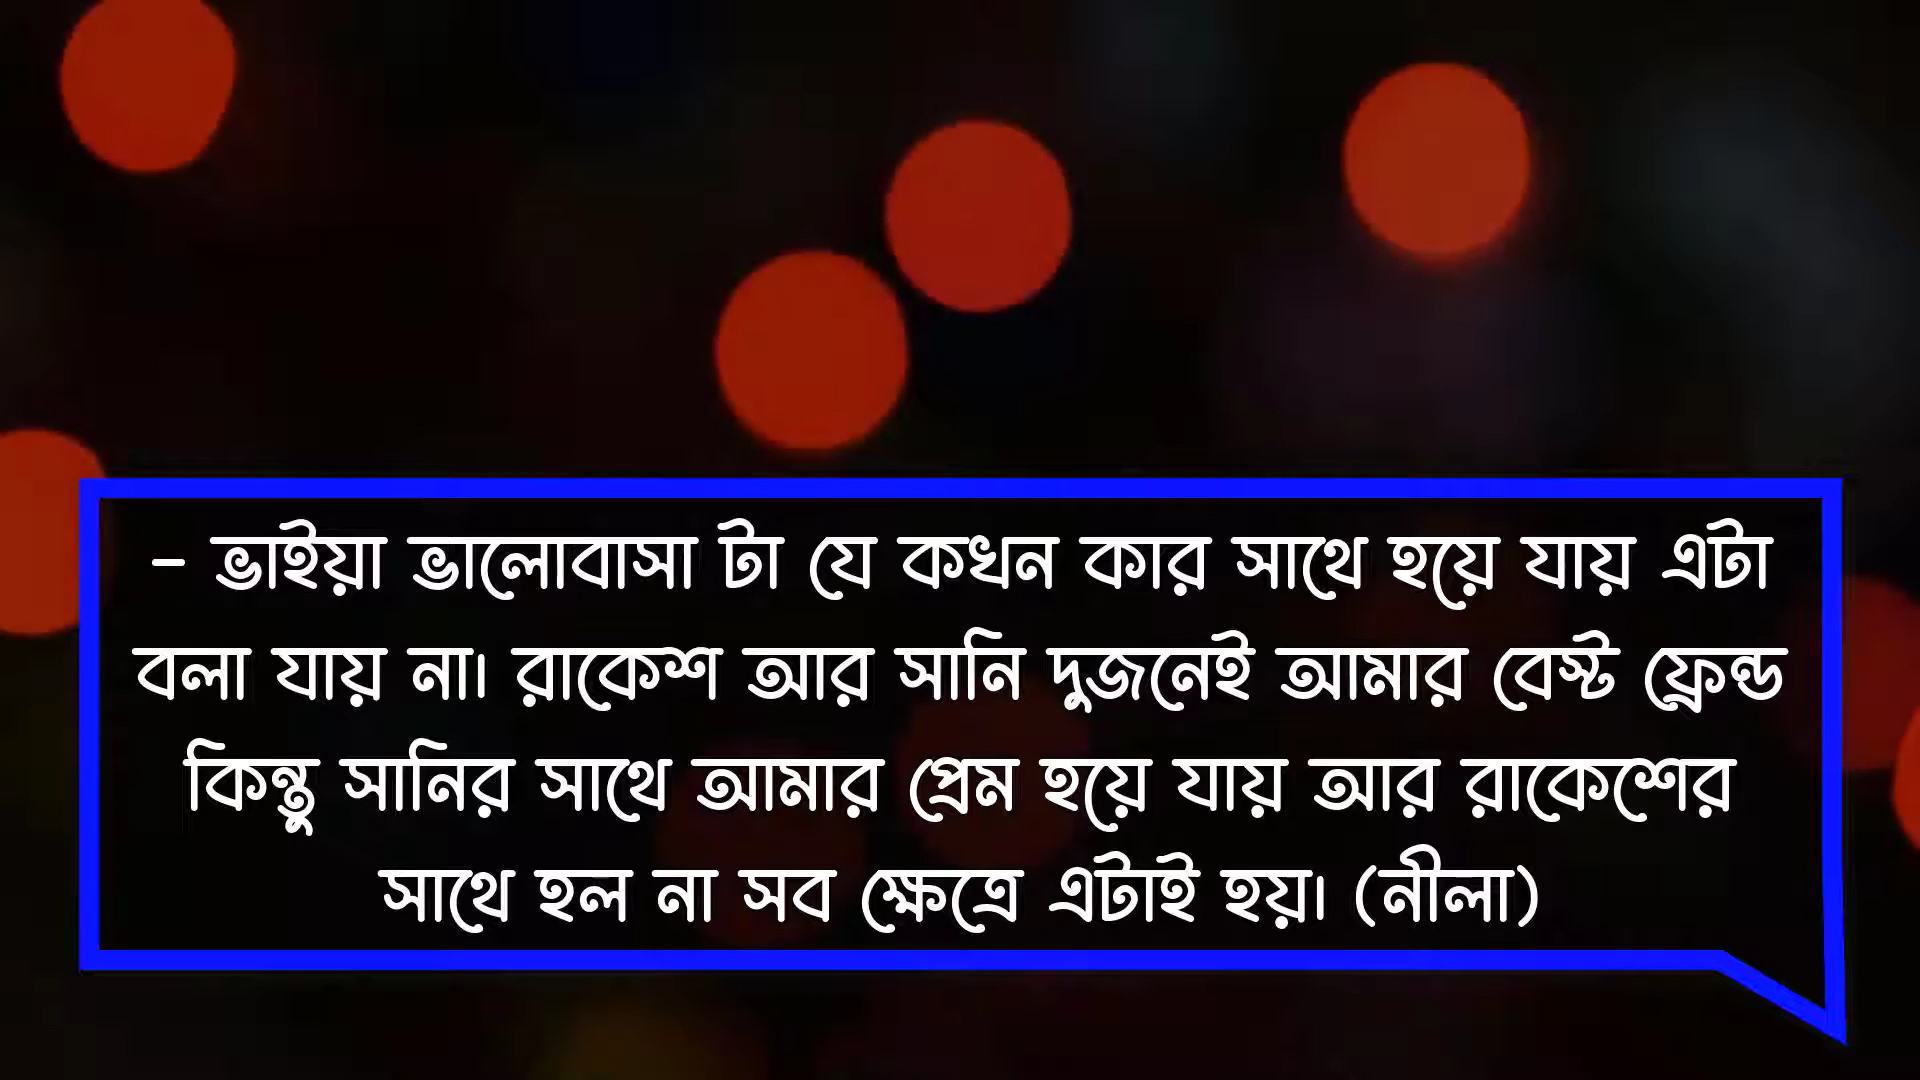 – ভাইয়া ভালোবাসা টা যে কখন কার সাথে হয়ে যায় এটা
বলা যায় না। রাকেশ আর সানি দুজনেই আমার বেস্ট ফ্রেন্ড
কিন্তু সানির সাথে আমার প্রেম হয়ে যায় আর রাকেশের
সাথে হল না সব ক্ষেত্রে এটাই হয়। (নীলা)